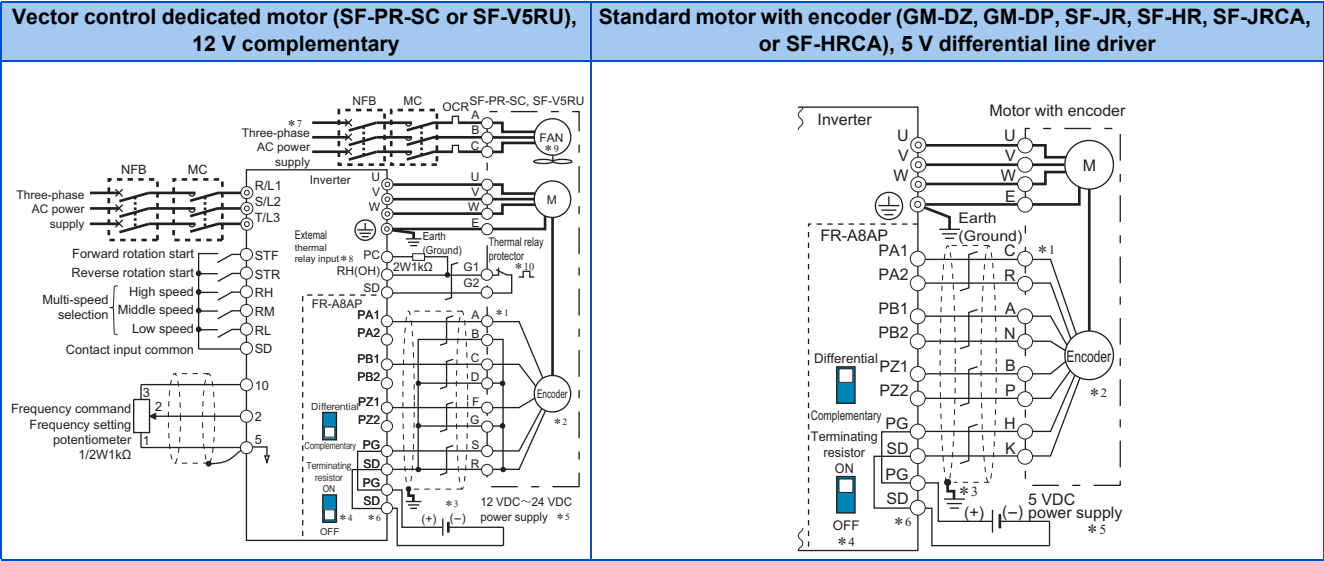 Vector control dedicated motor (SF-PR-SC or SF-V5RU),
12 V complementary
Standard motor with encoder (GM-DZ, GM-DP, SF-JR, SF-HR, SF-JRCA,
or SF-HRCA), 5 V differential line driver
NFB
MC
OCR
SF-PR-SC, SF-V5RU
*7
Three-phase
AC power
supply
A
B
C
FAN
*9
NFB
MC
Three-phase
AC power
supply
R/L1
S/L2
T/L3
Inverter
U
V
W
U
V
W
E
M
Earth
(Ground)
External
thermal
relay input*8
PC
RH(OH)
SD
2W1kΩ
G1
G2
Thermal relay
protector
*10
Forward rotation start
Reverse rotation start
Multi-speed
selection
High speed
Middle speed
Low speed
Contact input common
STF
STR
RH
RM
RL
SD
FR-A8AP
PA1
PA2
PB1
PB2
PZ1
PZ2
PG
SD
PG
SD
A
B
C
D
F
G
S
R
*1
Encoder
*2
Differential
Complementary
Terminating
resistor
ON
OFF
*4
*6
*3
(+)
(−)
12 VDC～24 VDC
power supply *5
Frequency command
Frequency setting
potentiometer
1/2W1kΩ
3
2
1
10
2
5
Inverter
Motor with encoder
U
V
W
U
V
W
E
M
Earth
(Ground)
FR-A8AP
PA1
PA2
PB1
PB2
PZ1
PZ2
PG
SD
PG
SD
C
R
A
N
B
P
H
K
*1
Encoder
*2
Differential
Complementary
Terminating
resistor
ON
OFF
*4
*6
*3
(+)
(−)
5 VDC
power supply
*5